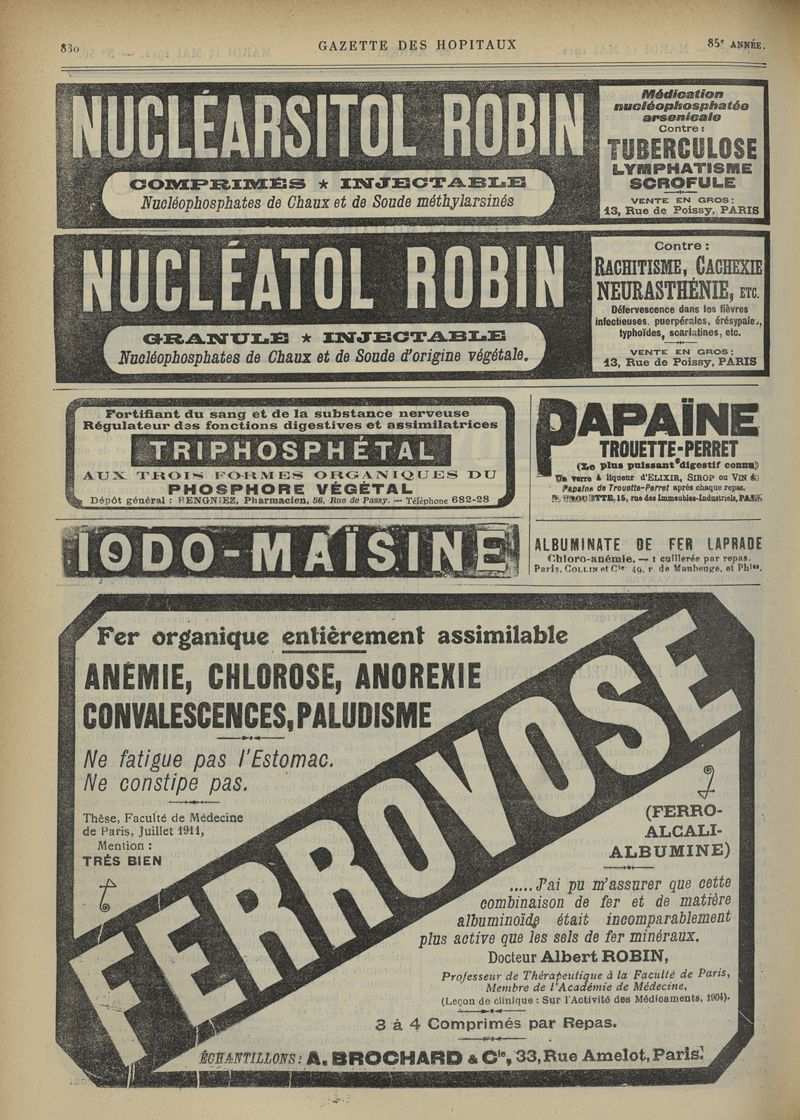 830
GAZETTE DES HOPITAUX
85e ANNÉE.
NUCLÉARSITOL ROBIN
COMPRIMÉS ★ INJECTABLE
Nucléophosphates de Chaux et de Soude méthylarsinés
Médication
nucléophosphatée
arsenicale
Contre :
TUBERCULOSE
LYMPHATISME
SCROFULE
VENTE EN GROS :
13, Rue de Poissy, PARIS
NUCLÉATOL ROBIN
GRANULÉ ★ INJECTABLE
Nucléophosphates de Chaux et de Soude d'origine végétale.
Contre :
RACHITISME, CACHEXIE
NEURASTHÉNIE, ETC.
Défervescence dans les fièvres
infectieuses, puerpérales, érésypales,
typhoïdes, scarlatines, etc.
VENTE EN GROS :
13, Rue de Poissy, PARIS
Fortifiant du sang et de la substance nerveuse
Régulateur des fonctions digestives et assimilatrices
TRIPHOSPHÉTAL
AUX TROIS FORMES ORGANIQUES DU
PHOSPHORE VÉGÉTAL
Dépôt général : RENGNIEZ, Pharmacien, 56, Rue de Passy. — Téléphone 682-28
PAPAÏNE
TROUETTE-PERRET
(Le plus puissant digestif connu)
Un verre à liqueur d'ELIXIR, SIROP ou VIN de
Papaïne de Trouette-Perret après chaque repas.
E. TROUETTE, 15, rue des Immeubles-Industriels, PARIS
IODO-MAÏSINE
ALBUMINATE DE FER LAPRADE
Chloro-anémie. — 1 cuillerée par repas.
Paris, COLLIN et Cie 49, r. de Maubeuge, et Phies.
Fer organique entièrement assimilable
ANÉMIE, CHLOROSE, ANOREXIE
CONVALESCENCES, PALUDISME
Ne fatigue pas l'Estomac.
Ne constipe pas.
Thèse, Faculté de Médecine
de Paris, Juillet 1911,
Mention :
TRÈS BIEN
FERROVOSE
(FERRO-
ALCALI-
ALBUMINE)
..... J'ai pu m'assurer que cette
combinaison de fer et de matière
albuminoïde était incomparablement
plus active que les sels de fer minéraux.
Docteur Albert ROBIN,
Professeur de Thérapeutique à la Faculté de Paris,
Membre de l'Académie de Médecine,
(Leçon de clinique : Sur l'Activité des Médicaments, 1904).
3 à 4 Comprimés par Repas.
ÉCHANTILLONS : A. BROCHARD & Cie, 33, Rue Amelot, Paris.